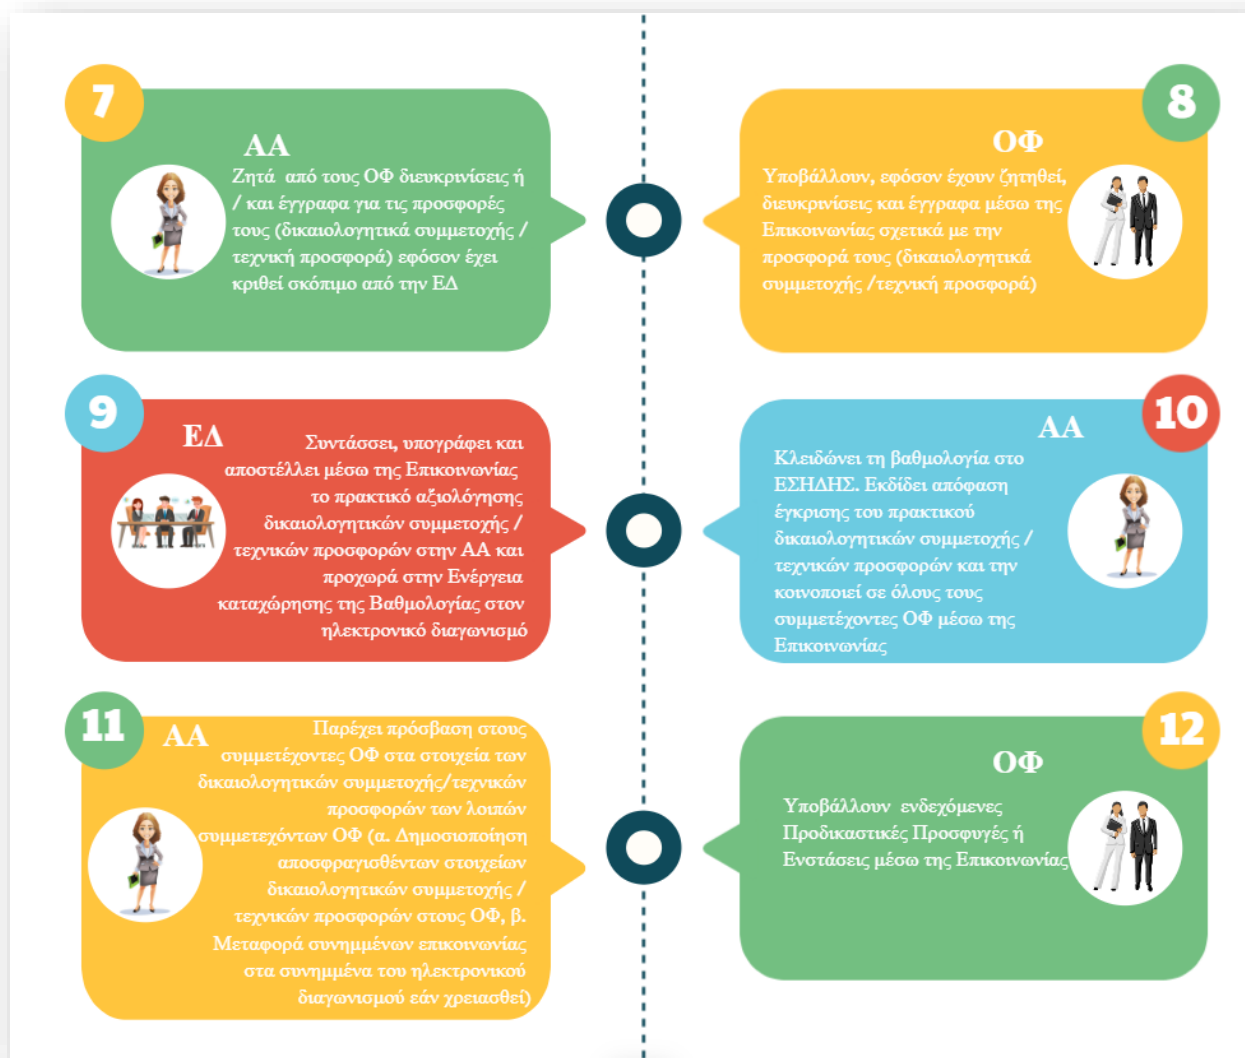 7
ΑΑ
Ζητά από τους ΟΦ διευκρινίσεις ή
/ και έγγραφα για τις προσφορές
τους (δικαιολογητικά συμμετοχής /
τεχνική προσφορά) εφόσον έχει
κριθεί σκόπιμο από την ΕΔ
8
ΟΦ
Υποβάλλουν, εφόσον έχουν ζητηθεί,
διευκρινίσεις και έγγραφα μέσω της
Επικοινωνίας σχετικά με την
προσφορά τους (δικαιολογητικά
συμμετοχής /τεχνική προσφορά)
9
ΕΔ
Συντάσσει, υπογράφει και
αποστέλλει μέσω της Επικοινωνίας
το πρακτικό αξιολόγησης
δικαιολογητικών συμμετοχής /
τεχνικών προσφορών στην ΑΑ και
προχωρά στην Ενέργεια
καταχώρησης της Βαθμολογίας στον
ηλεκτρονικό διαγωνισμό
10
ΑΑ
Κλειδώνει τη βαθμολογία στο
ΕΣΗΔΗΣ. Εκδίδει απόφαση
έγκρισης του πρακτικού
δικαιολογητικών συμμετοχής /
τεχνικών προσφορών και την
κοινοποιεί σε όλους τους
συμμετέχοντες ΟΦ μέσω της
Επικοινωνίας
11
ΑΑ
Παρέχει πρόσβαση στους
συμμετέχοντες ΟΦ στα στοιχεία των
δικαιολογητικών συμμετοχής/τεχνικών
προσφορών των λοιπών
συμμετεχόντων ΟΦ (α. Δημοσιοποίηση
αποσφραγισθέντων στοιχείων
δικαιολογητικών συμμετοχής /
τεχνικών προσφορών στους ΟΦ, β.
Μεταφορά συνημμένων επικοινωνίας
στα συνημμένα του ηλεκτρονικού
διαγωνισμού εάν χρειασθεί)
12
ΟΦ
Υποβάλλουν ενδεχόμενες
Προδικαστικές Προσφυγές ή
Ενστάσεις μέσω της Επικοινωνίας